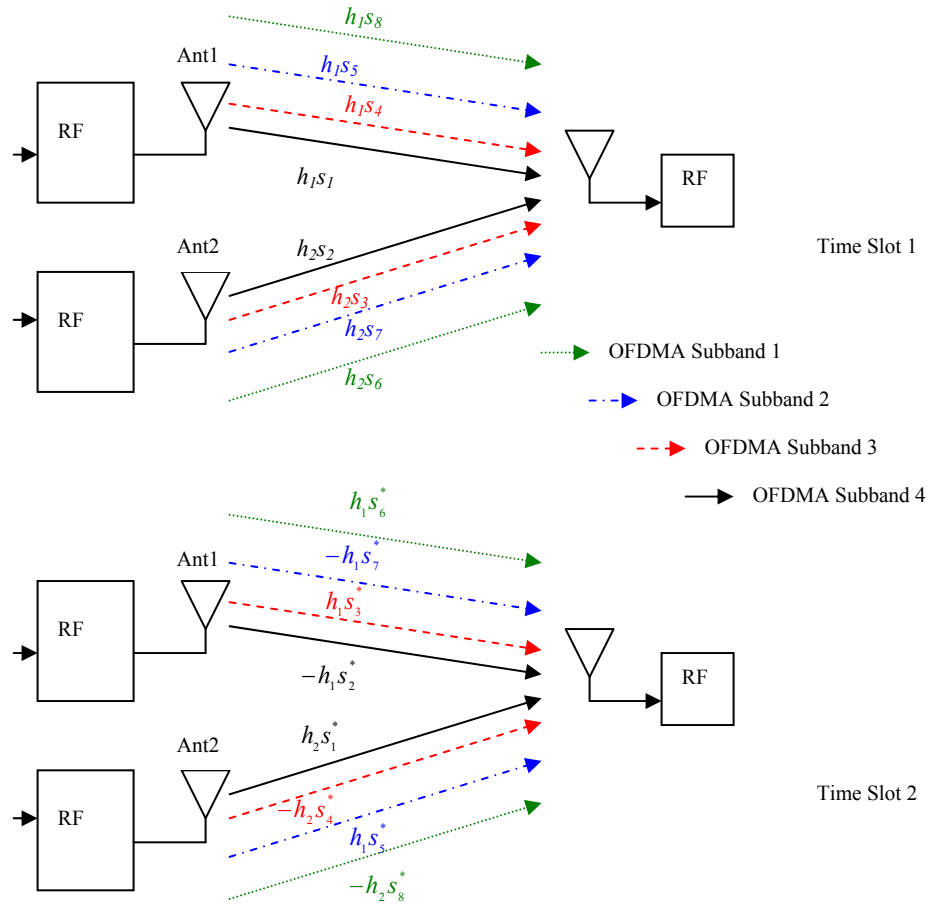 h₁s₈
Ant1
h₁s₅
RF
h₁s₄
RF
h₁s₁
Ant2
h₂s₂
Time Slot 1
RF
h₂s₃
h₂s₇
OFDMA Subband 1
h₂s₆
OFDMA Subband 2
OFDMA Subband 3
OFDMA Subband 4
h₁s₆*
Ant1
−h₁s₇*
RF
h₁s₃*
RF
−h₁s₂*
Ant2
h₂s₁*
Time Slot 2
RF
−h₂s₄*
h₁s₅*
−h₂s₈*